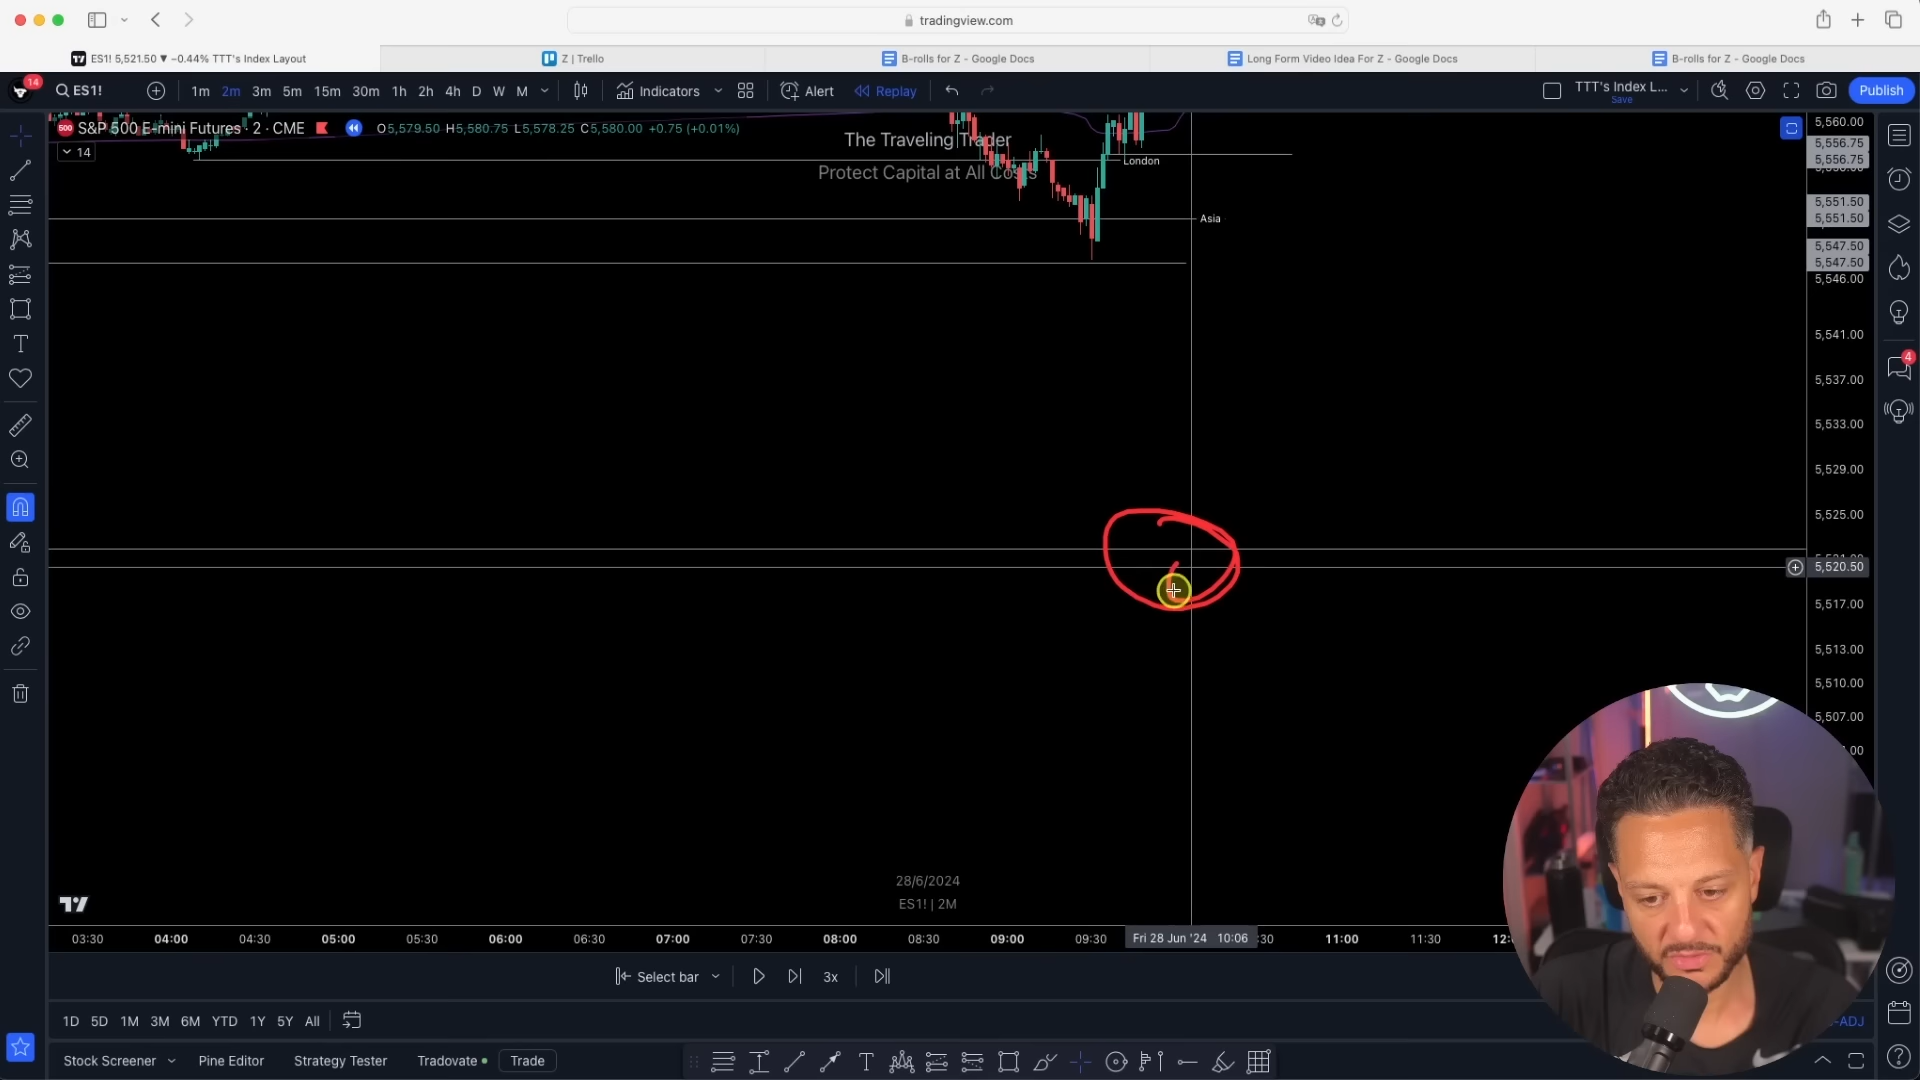 tradingview.com
ES1! 5,521.50 ▼ −0.44% TTT's Index Layout
Z | Trello
B-rolls for Z - Google Docs
Long Form Video Idea For Z - Google Docs
B-rolls for Z - Google Docs
14
ES1!
1m 2m 3m 5m 15m 30m 1h 2h 4h D W M
Indicators
Alert
Replay
TTT's Index L...
Save
Publish
500 S&P 500 E-mini Futures · 2 · CME
O5,579.50 H5,580.75 L5,578.25 C5,580.00 +0.75 (+0.01%)
14
The Traveling Trader
Protect Capital at All Costs
London
Asia
5,560.00
5,556.75
5,556.75
5,551.50
5,551.50
5,547.50
5,547.50
5,546.00
5,541.00
5,537.00
5,533.00
5,529.00
5,525.00
5,520.50
5,517.00
5,513.00
5,510.00
5,507.00
4
28/6/2024
ES1! | 2M
03:30 04:00 04:30 05:00 05:30 06:00 06:30 07:00 07:30 08:00 08:30 09:00 09:30 Fri 28 Jun '24 10:06 :30 11:00 11:30
Select bar
3x
1D 5D 1M 3M 6M YTD 1Y 5Y All
-ADJ
Stock Screener
Pine Editor
Strategy Tester
Tradovate
Trade